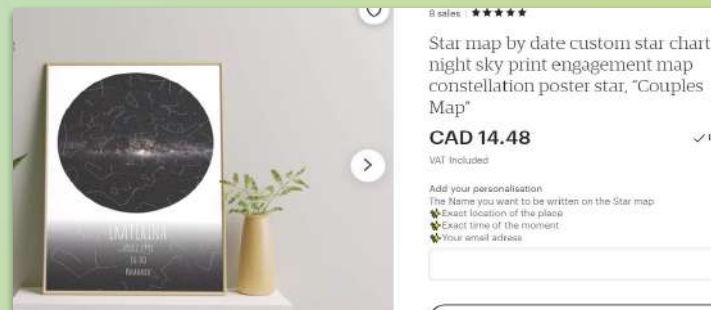 8 sales
Star map by date custom star chart
night sky print engagement map
constellation poster star, "Couples
Map"
CAD 14.48
VAT Included
Add your personalisation
The Name you want to be written on the Star map
Exact location of the place
Exact time of the moment
Your email adress
EKATERINA